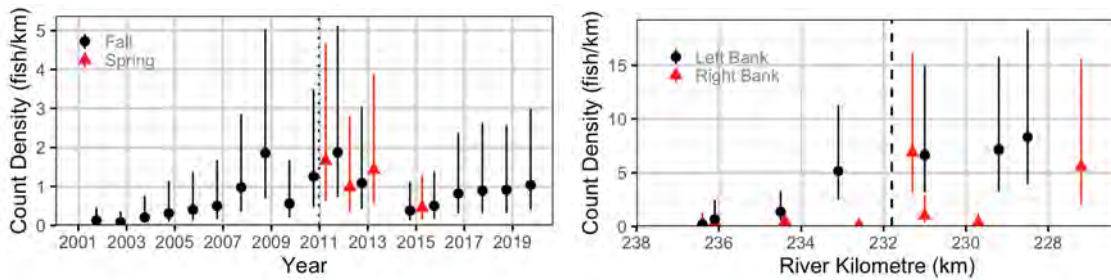 Count Density (fish/km)
5
4
3
2
1
0
Fall
Spring
2001 2003 2005 2007 2009 2011 2013 2015 2017 2019
Year
Count Density (fish/km)
15
10
5
0
Left Bank
Right Bank
238 236 234 232 230 228
River Kilometre (km)